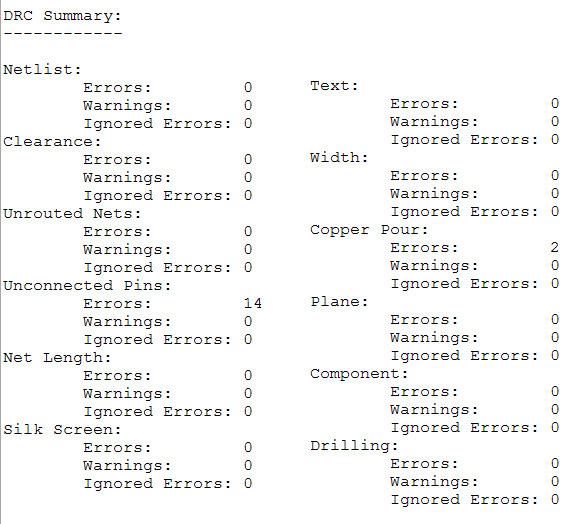 DRC Summary:
------------
Netlist:
Errors: 0
Warnings: 0
Ignored Errors: 0
Clearance:
Errors: 0
Warnings: 0
Ignored Errors: 0
Unrouted Nets:
Errors: 0
Warnings: 0
Ignored Errors: 0
Unconnected Pins:
Errors: 14
Warnings: 0
Ignored Errors: 0
Net Length:
Errors: 0
Warnings: 0
Ignored Errors: 0
Silk Screen:
Errors: 0
Warnings: 0
Ignored Errors: 0
Text:
Errors: 0
Warnings: 0
Ignored Errors: 0
Width:
Errors: 0
Warnings: 0
Ignored Errors: 0
Copper Pour:
Errors: 2
Warnings: 0
Ignored Errors: 0
Plane:
Errors: 0
Warnings: 0
Ignored Errors: 0
Component:
Errors: 0
Warnings: 0
Ignored Errors: 0
Drilling:
Errors: 0
Warnings: 0
Ignored Errors: 0